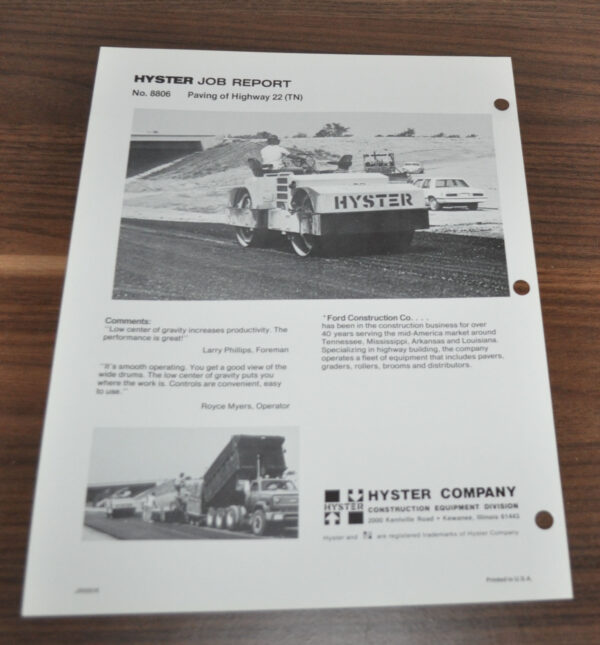 HYSTER JOB REPORT
No. 8806 Paving of Highway 22 (TN)
HYSTER
Comments:
"Low center of gravity increases productivity. The
performance is great!"
Larry Phillips, Foreman
"It's smooth operating. You get a good view of the
wide drums. The low center of gravity puts you
where the work is. Controls are convenient, easy
to use."
Royce Myers, Operator
"Ford Construction Co. . . .
has been in the construction business for over
40 years serving the mid-America market around
Tennessee, Mississippi, Arkansas and Louisiana.
Specializing in highway building, the company
operates a fleet of equipment that includes pavers,
graders, rollers, brooms and distributors.
HYSTER
HYSTER COMPANY
CONSTRUCTION EQUIPMENT DIVISION
2000 Kentville Road • Kewanee, Illinois 61443
Hyster and are registered trademarks of Hyster Company
Printed in U.S.A.
JR8806